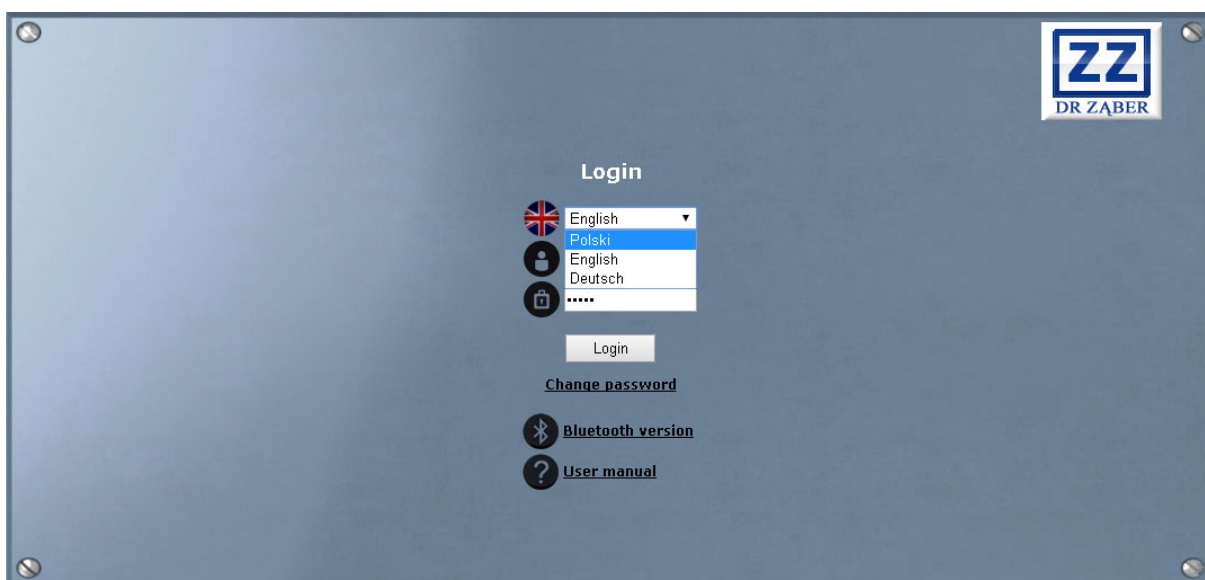 ZZ
DR ZĄBER
Login
English
Polski
English
Deutsch
•••••
Login
Change password
Bluetooth version
User manual